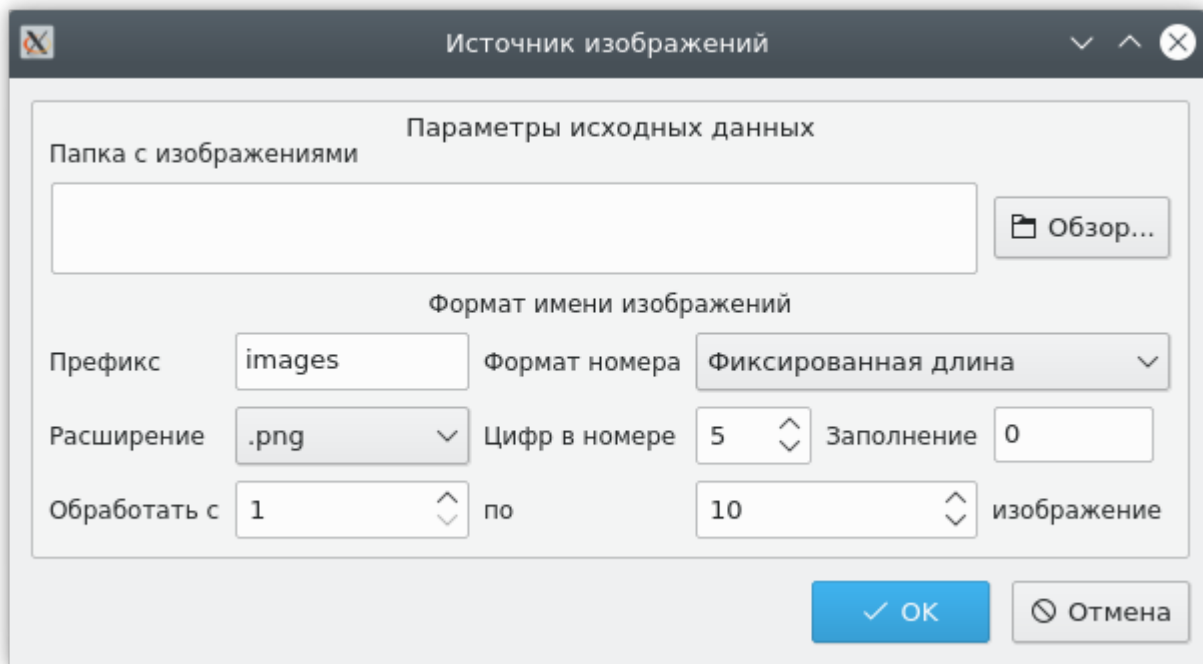 Источник изображений
Параметры исходных данных
Папка с изображениями
Обзор...
Формат имени изображений
Префикс images Формат номера Фиксированная длина
Расширение .png Цифр в номере 5 Заполнение 0
Обработать с 1 по 10 изображение
OK Отмена